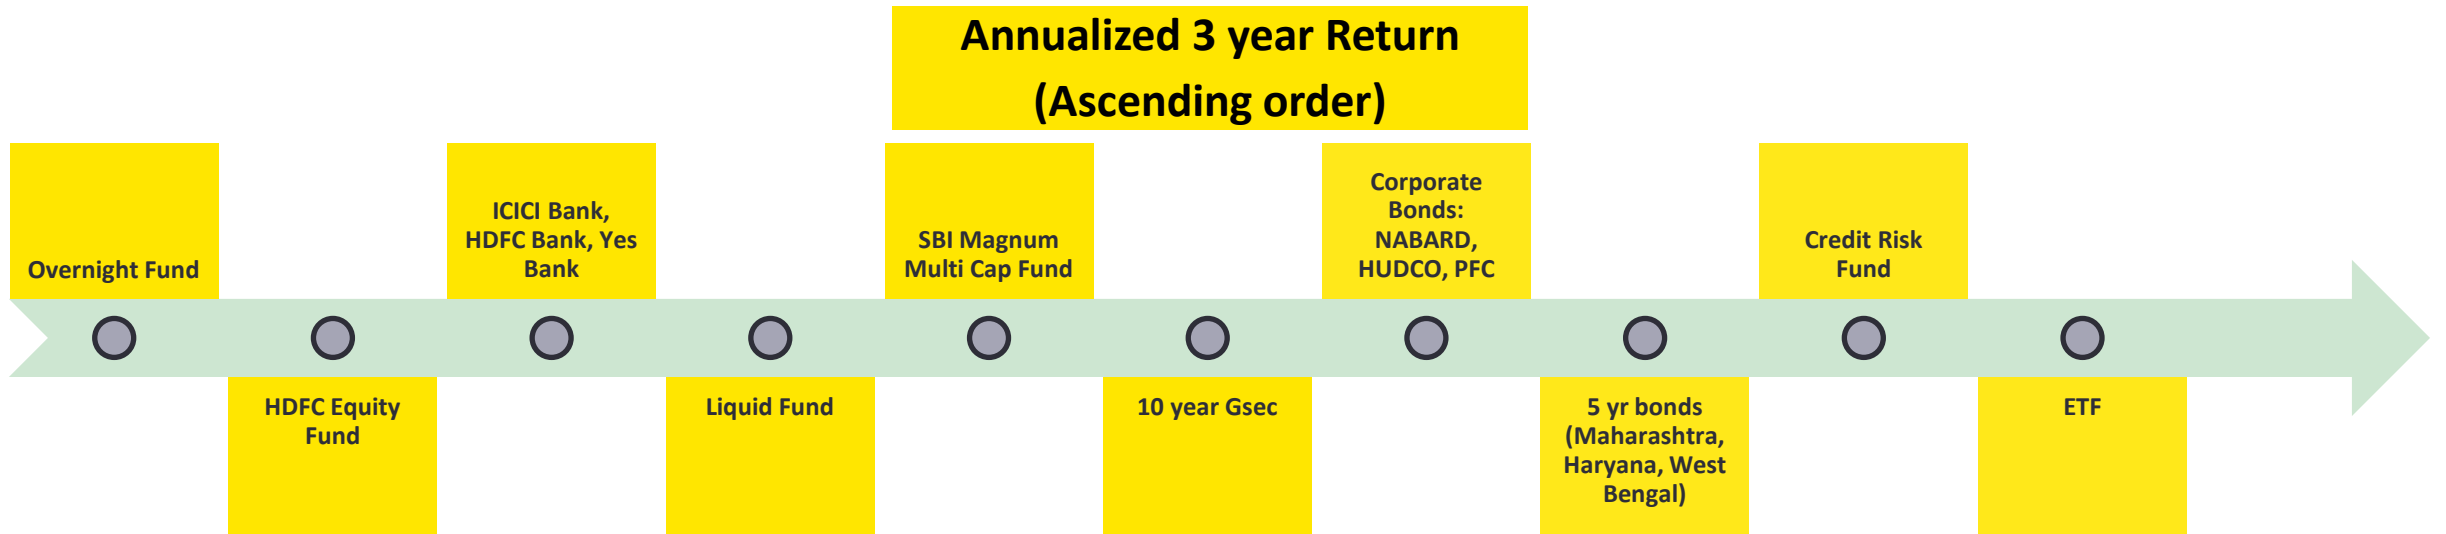 Annualized 3 year Return
(Ascending order)
Overnight Fund
HDFC Equity
Fund
ICICI Bank,
HDFC Bank, Yes
Bank
Liquid Fund
SBI Magnum
Multi Cap Fund
10 year Gsec
Corporate
Bonds:
NABARD,
HUDCO, PFC
5 yr bonds
(Maharashtra,
Haryana, West
Bengal)
Credit Risk
Fund
ETF